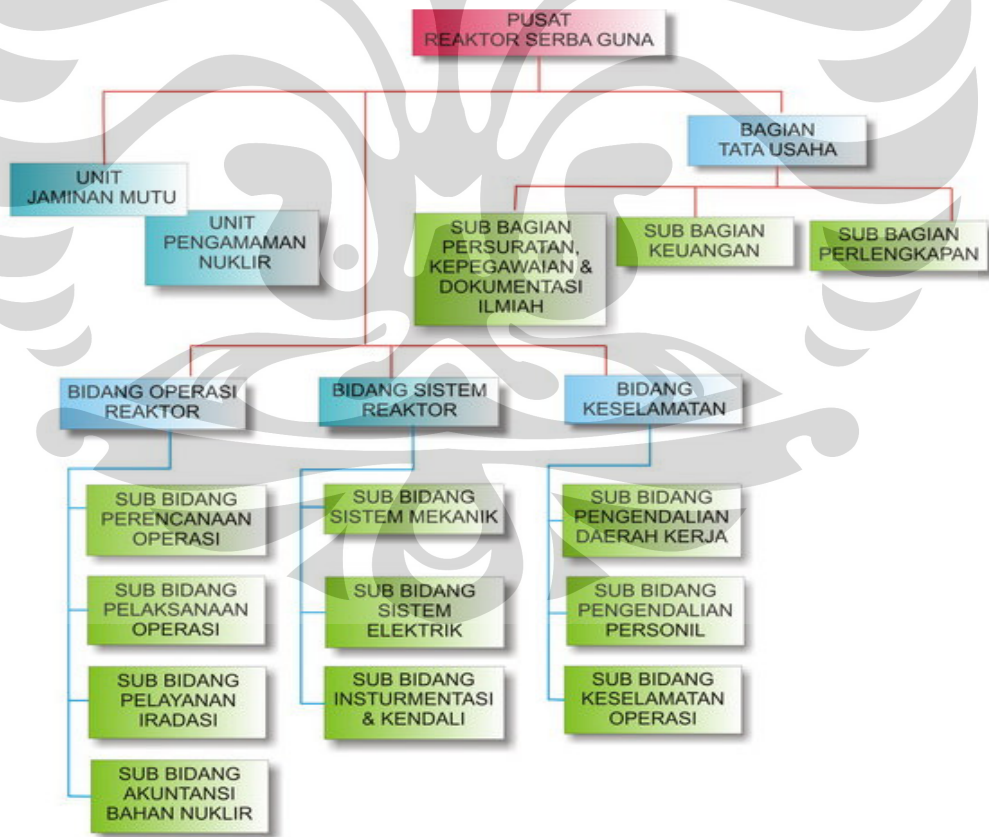 PUSAT
REAKTOR SERBA GUNA
BAGIAN
TATA USAHA
UNIT
JAMINAN MUTU
UNIT
PENGAMAMAN
NUKLIR
SUB BAGIAN
PERSURATAN,
KEPEGAWAIAN &
DOKUMENTASI
ILMIAH
SUB BAGIAN
KEUANGAN
SUB BAGIAN
PERLENGKAPAN
BIDANG OPERASI
REAKTOR
BIDANG SISTEM
REAKTOR
BIDANG
KESELAMATAN
SUB BIDANG
PERENCANAAN
OPERASI
SUB BIDANG
PELAKSANAAN
OPERASI
SUB BIDANG
PELAYANAN
IRADASI
SUB BIDANG
AKUNTANSI
BAHAN NUKLIR
SUB BIDANG
SISTEM MEKANIK
SUB BIDANG
SISTEM
ELEKTRIK
SUB BIDANG
INSTURMENTASI
& KENDALI
SUB BIDANG
PENGENDALIAN
DAERAH KERJA
SUB BIDANG
PENGENDALIAN
PERSONIL
SUB BIDANG
KESELAMATAN
OPERASI